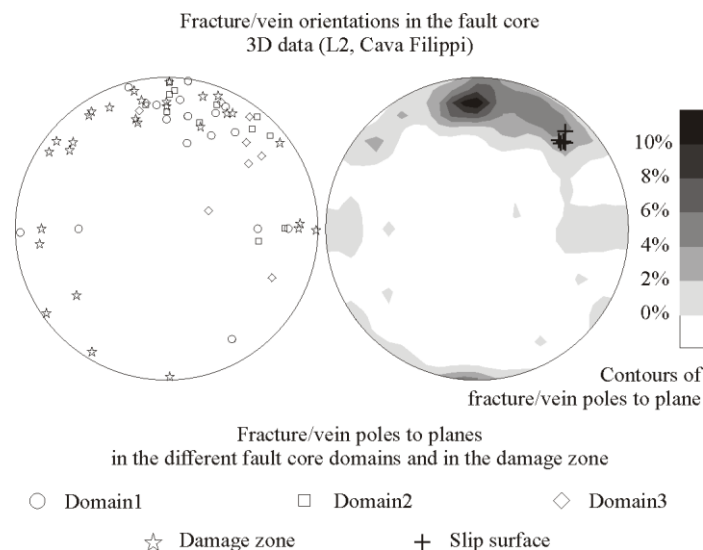 Fracture/vein orientations in the fault core
3D data (L2, Cava Filippi)
10%
8%
6%
4%
2%
0%
Contours of
fracture/vein poles to plane
Fracture/vein poles to planes
in the different fault core domains and in the damage zone
Domain1
Domain2
Domain3
Damage zone
Slip surface